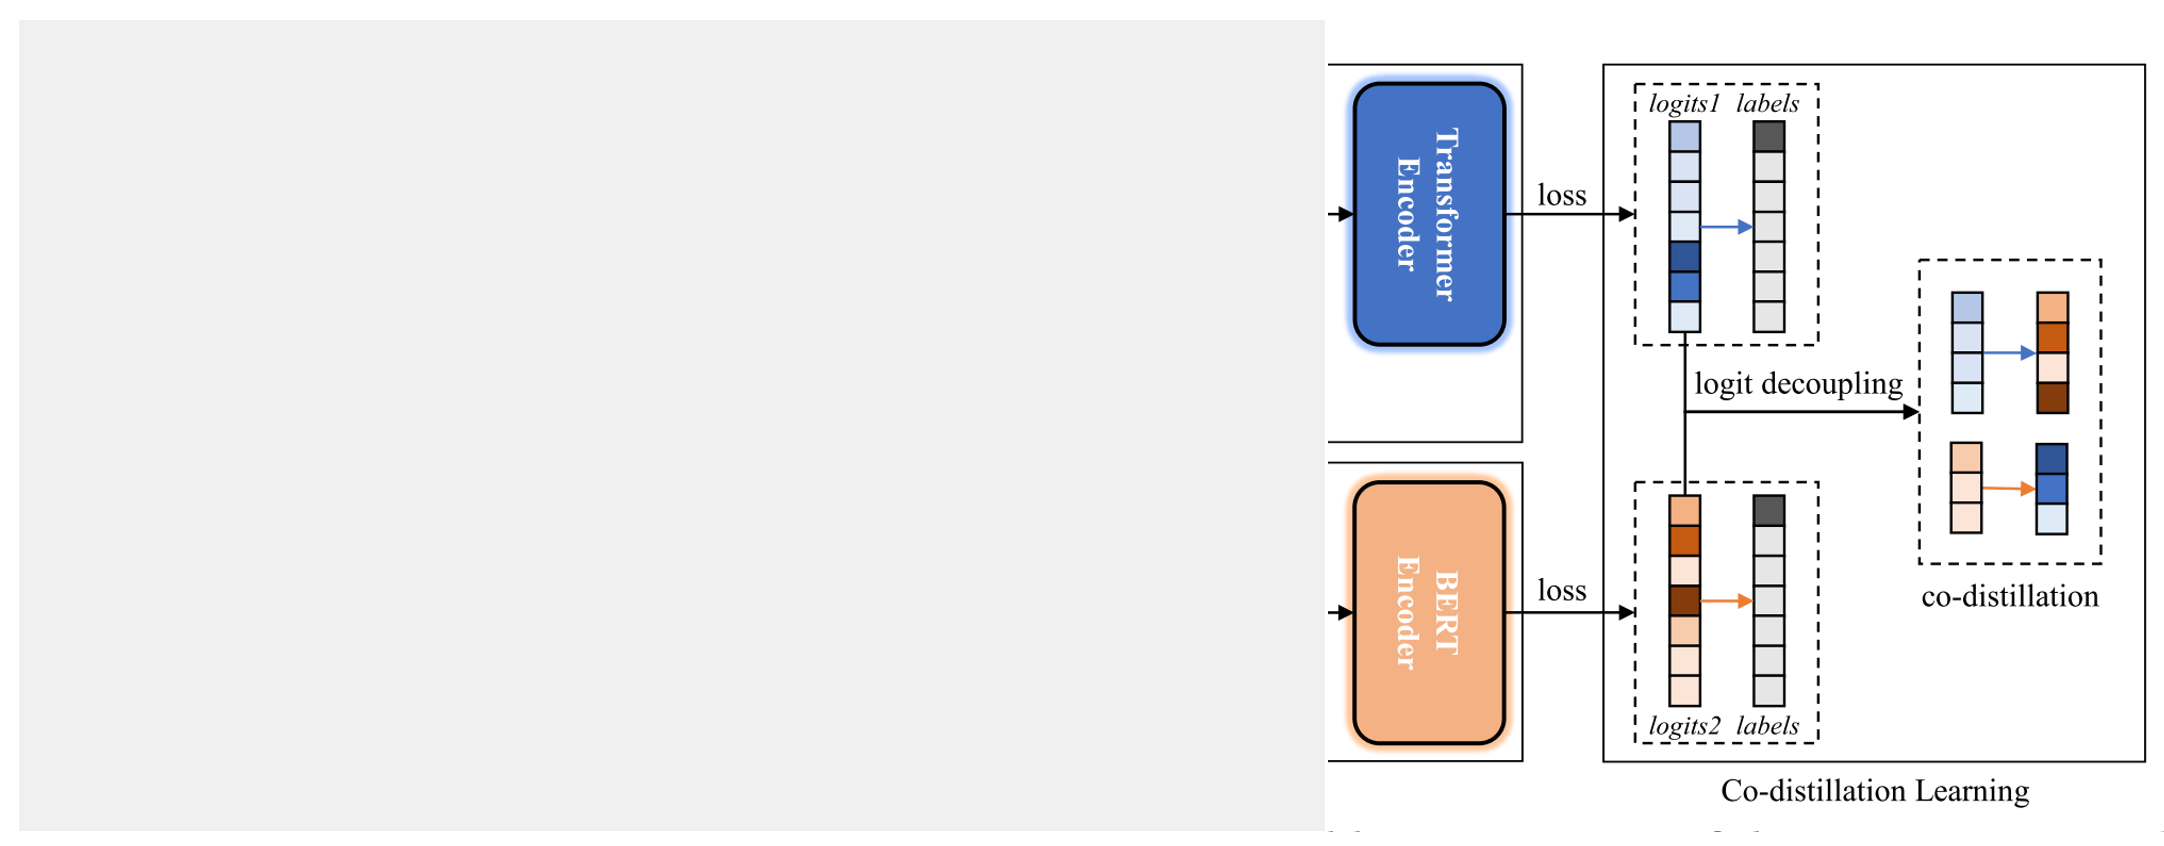 Transformer
Encoder
loss
logits1 labels
logit decoupling
co-distillation
BERT
Encoder
loss
logits2 labels
Co-distillation Learning